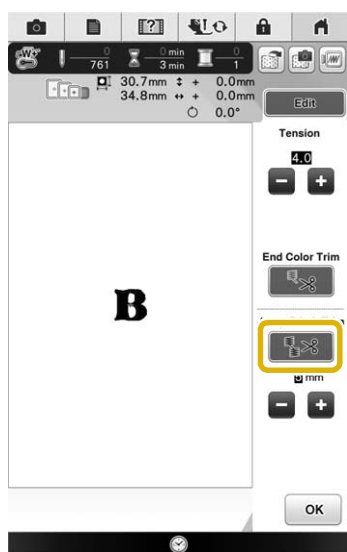 W+
0
761
0 min
3 min
0
1
30.7mm ↕ + 0.0mm
34.8mm ↔ + 0.0mm
0.0°
Edit
Tension
4.0
- +
End Color Trim
B
mm
- +
OK